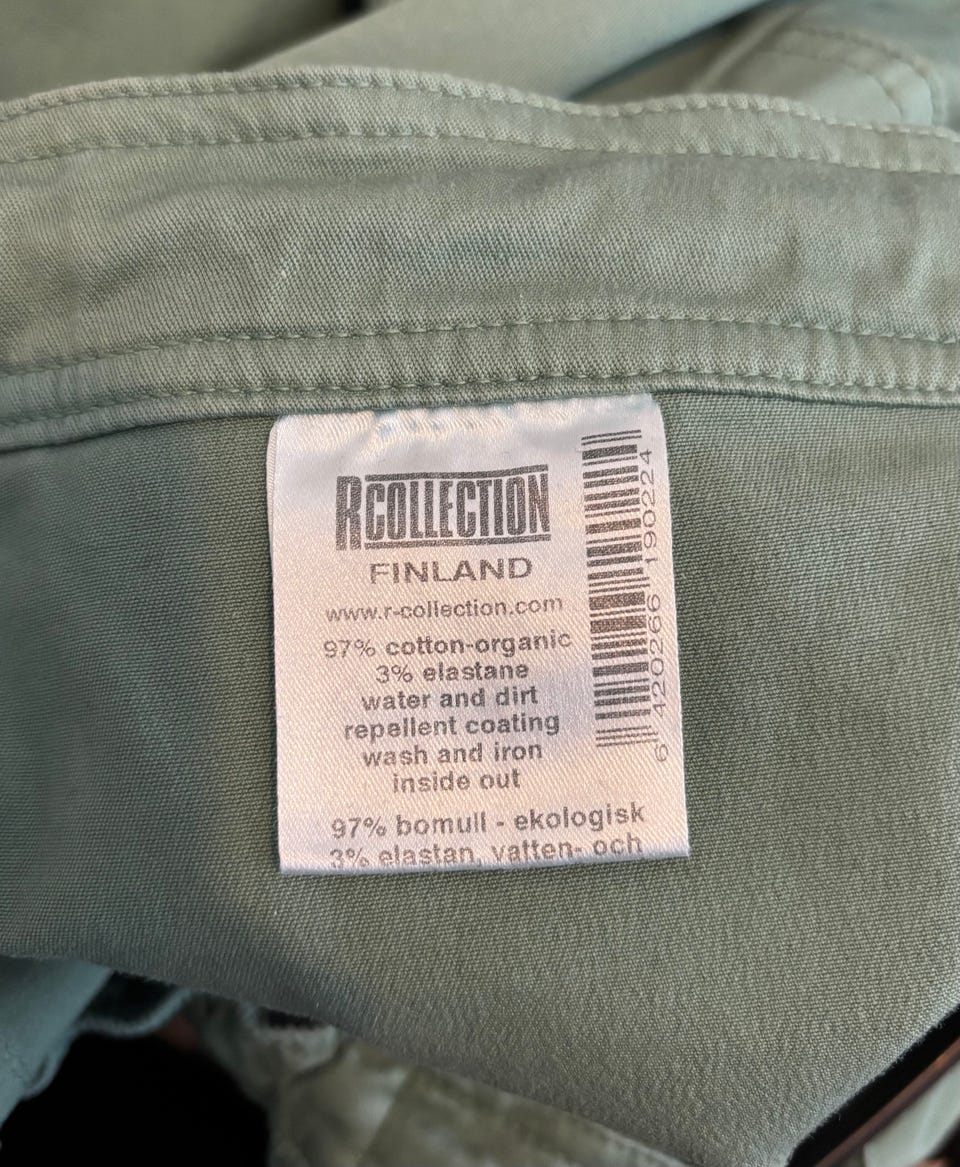 RCOLLECTION
FINLAND
www.r-collection.com
97% cotton-organic
3% elastane
water and dirt
repellent coating
wash and iron
inside out
97% bomull - ekologisk
3% elastan, vatten- och
6 420266 190224